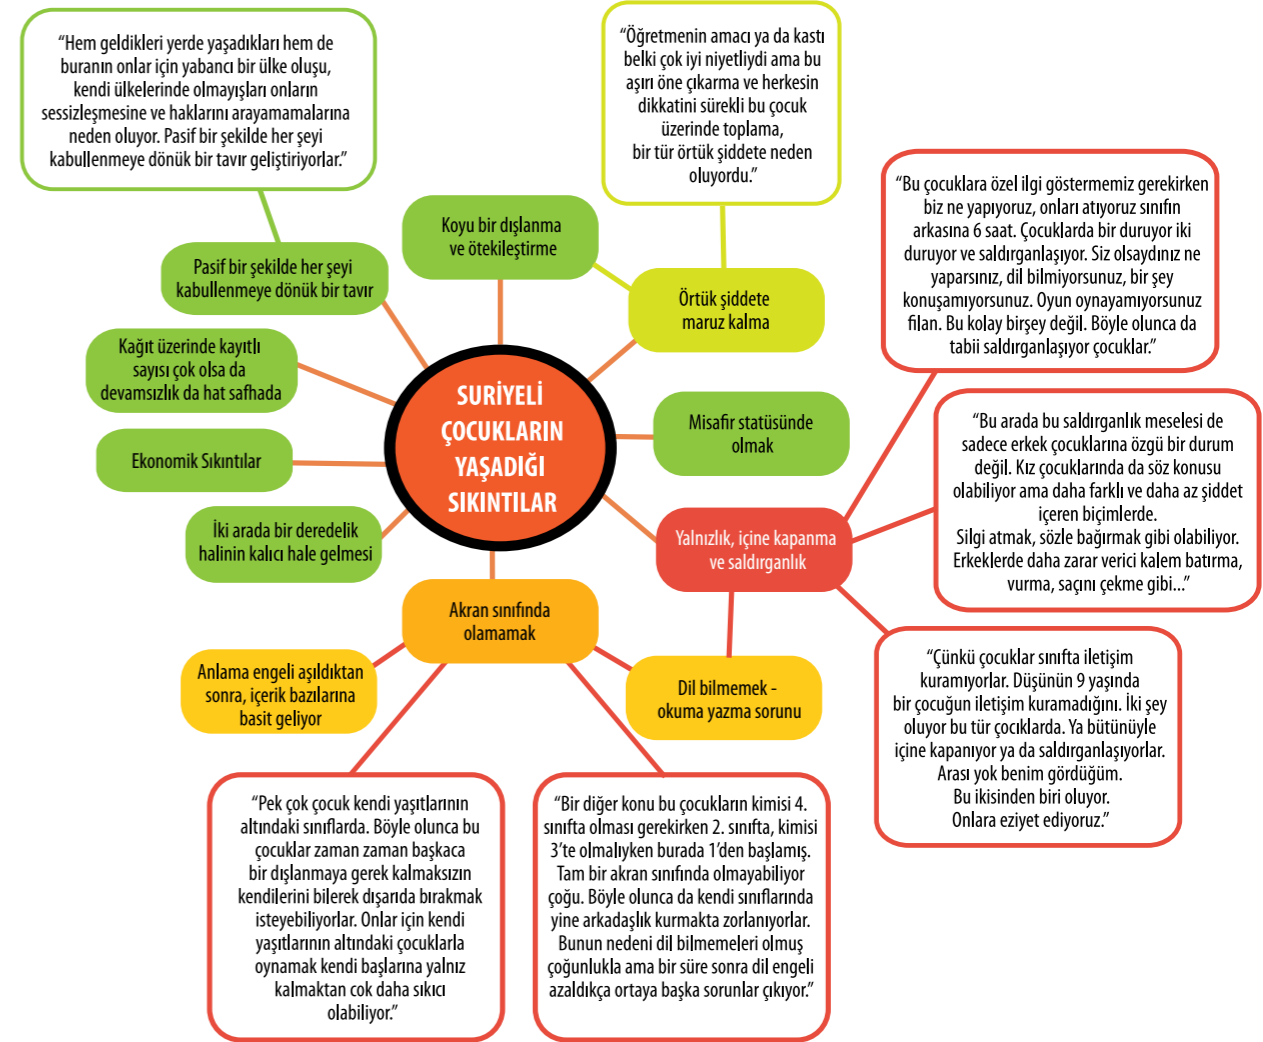 “Hem geldikleri yerde yaşadıkları hem de
buranın onlar için yabancı bir ülke oluşu,
kendi ülkelerinde olmayışları onların
sessizleşmesine ve haklarını arayamamalarına
neden oluyor. Pasif bir şekilde her şeyi
kabullenmeye dönük bir tavır geliştiriyorlar.”
“Öğretmenin amacı ya da kastı
belki çok iyi niyetliydi ama bu
aşırı öne çıkarma ve herkesin
dikkatini sürekli bu çocuk
üzerinde toplama,
bir tür örtük şiddete neden
oluyordu.”
“Bu çocuklara özel ilgi göstermemiz gerekirken
biz ne yapıyoruz, onları atıyoruz sınıfın
arkasına 6 saat. Çocuklarda bir duruyor iki
duruyor ve saldırganlaşıyor. Siz olsaydınız ne
yaparsınız, dil bilmiyorsunuz, bir şey
konuşamıyorsunuz. Oyun oynayamıyorsunuz
filan. Bu kolay birşey değil. Böyle olunca da
tabii saldırganlaşıyor çocuklar.”
Koyu bir dışlanma
ve ötekileştirme
Pasif bir şekilde her şeyi
kabullenmeye dönük bir tavır
Örtük şiddete
maruz kalma
Kağıt üzerinde kayıtlı
sayısı çok olsa da
devamsızlık da hat safhada
SURİYELİ
ÇOCUKLARIN
YAŞADIĞI
SIKINTILAR
Misafir statüsünde
olmak
“Bu arada bu saldırganlık meselesi de
sadece erkek çocuklarına özgü bir durum
değil. Kız çocuklarında da söz konusu
olabiliyor ama daha farklı ve daha az şiddet
içeren biçimlerde.
Silgi atmak, sözle bağırmak gibi olabiliyor.
Erkeklerde daha zarar verici kalem batırma,
vurma, saçını çekme gibi...”
Ekonomik Sıkıntılar
İki arada bir deredelik
halinin kalıcı hale gelmesi
Yalnızlık, içine kapanma
ve saldırganlık
Akran sınıfında
olamamak
Anlama engeli aşıldıktan
sonra, içerik bazılarına
basit geliyor
Dil bilmemek -
okuma yazma sorunu
“Çünkü çocuklar sınıfta iletişim
kuramıyorlar. Düşünün 9 yaşında
bir çocuğun iletişim kuramadığını. İki şey
oluyor bu tür çocıklarda. Ya bütünüyle
içine kapanıyor ya da saldırganlaşıyorlar.
Arası yok benim gördüğüm.
Bu ikisinden biri oluyor.
Onlara eziyet ediyoruz.”
“Pek çok çocuk kendi yaşıtlarının
altındaki sınıflarda. Böyle olunca bu
çocuklar zaman zaman başkaca
bir dışlanmaya gerek kalmaksızın
kendilerini bilerek dışarıda bırakmak
isteyebiliyorlar. Onlar için kendi
yaşıtlarının altındaki çocuklarla
oynamak kendi başlarına yalnız
kalmaktan cok daha sıkıcı
olabiliyor.”
“Bir diğer konu bu çocukların kimisi 4.
sınıfta olması gerekirken 2. sınıfta, kimisi
3’te olmalıyken burada 1’den başlamış.
Tam bir akran sınıfında olmayabiliyor
çoğu. Böyle olunca da kendi sınıflarında
yine arkadaşlık kurmakta zorlanıyorlar.
Bunun nedeni dil bilmemeleri olmuş
çoğunlukla ama bir süre sonra dil engeli
azaldıkça ortaya başka sorunlar çıkıyor.”